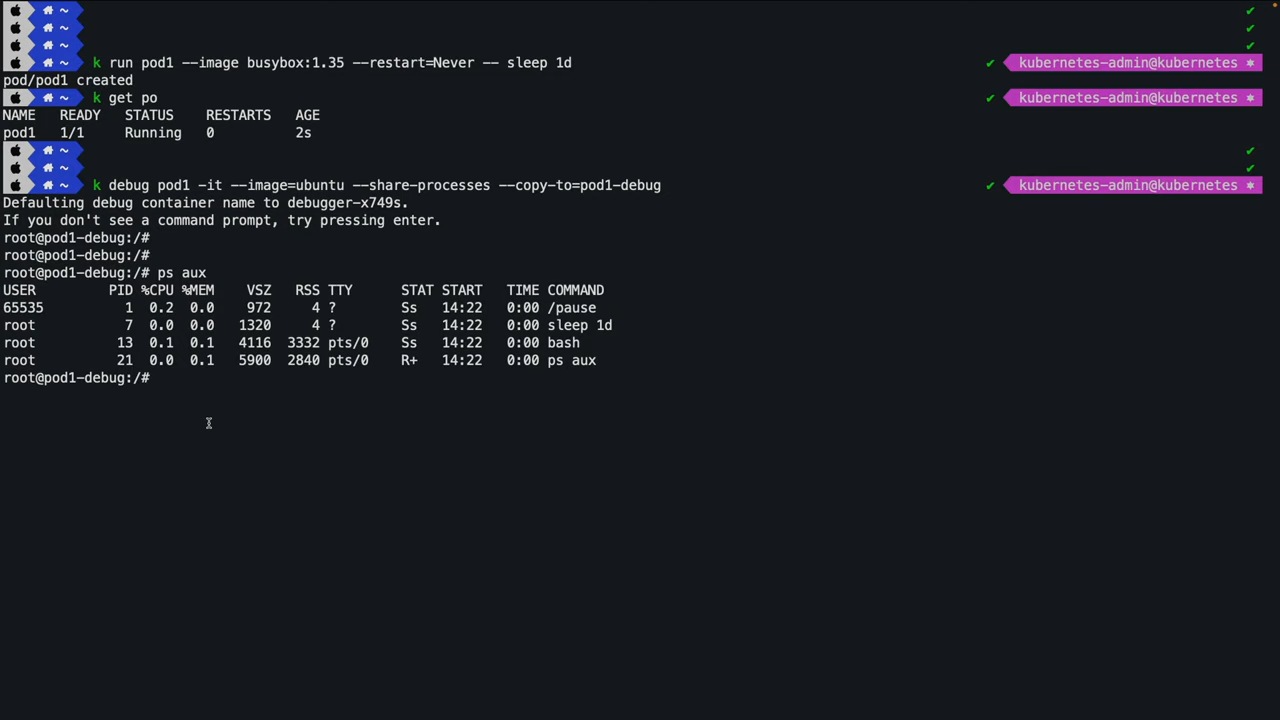 ~
~
~
~ k run pod1 --image busybox:1.35 --restart=Never -- sleep 1d ✔ kubernetes-admin@kubernetes
pod/pod1 created
~ k get po ✔ kubernetes-admin@kubernetes
NAME READY STATUS RESTARTS AGE
pod1 1/1 Running 0 2s
~
~
~ k debug pod1 -it --image=ubuntu --share-processes --copy-to=pod1-debug ✔ kubernetes-admin@kubernetes
Defaulting debug container name to debugger-x749s.
If you don't see a command prompt, try pressing enter.
root@pod1-debug:/#
root@pod1-debug:/#
root@pod1-debug:/# ps aux
USER PID %CPU %MEM VSZ RSS TTY STAT START TIME COMMAND
65535 1 0.2 0.0 972 4 ? Ss 14:22 0:00 /pause
root 7 0.0 0.0 1320 4 ? Ss 14:22 0:00 sleep 1d
root 13 0.1 0.1 4116 3332 pts/0 Ss 14:22 0:00 bash
root 21 0.0 0.1 5900 2840 pts/0 R+ 14:22 0:00 ps aux
root@pod1-debug:/#